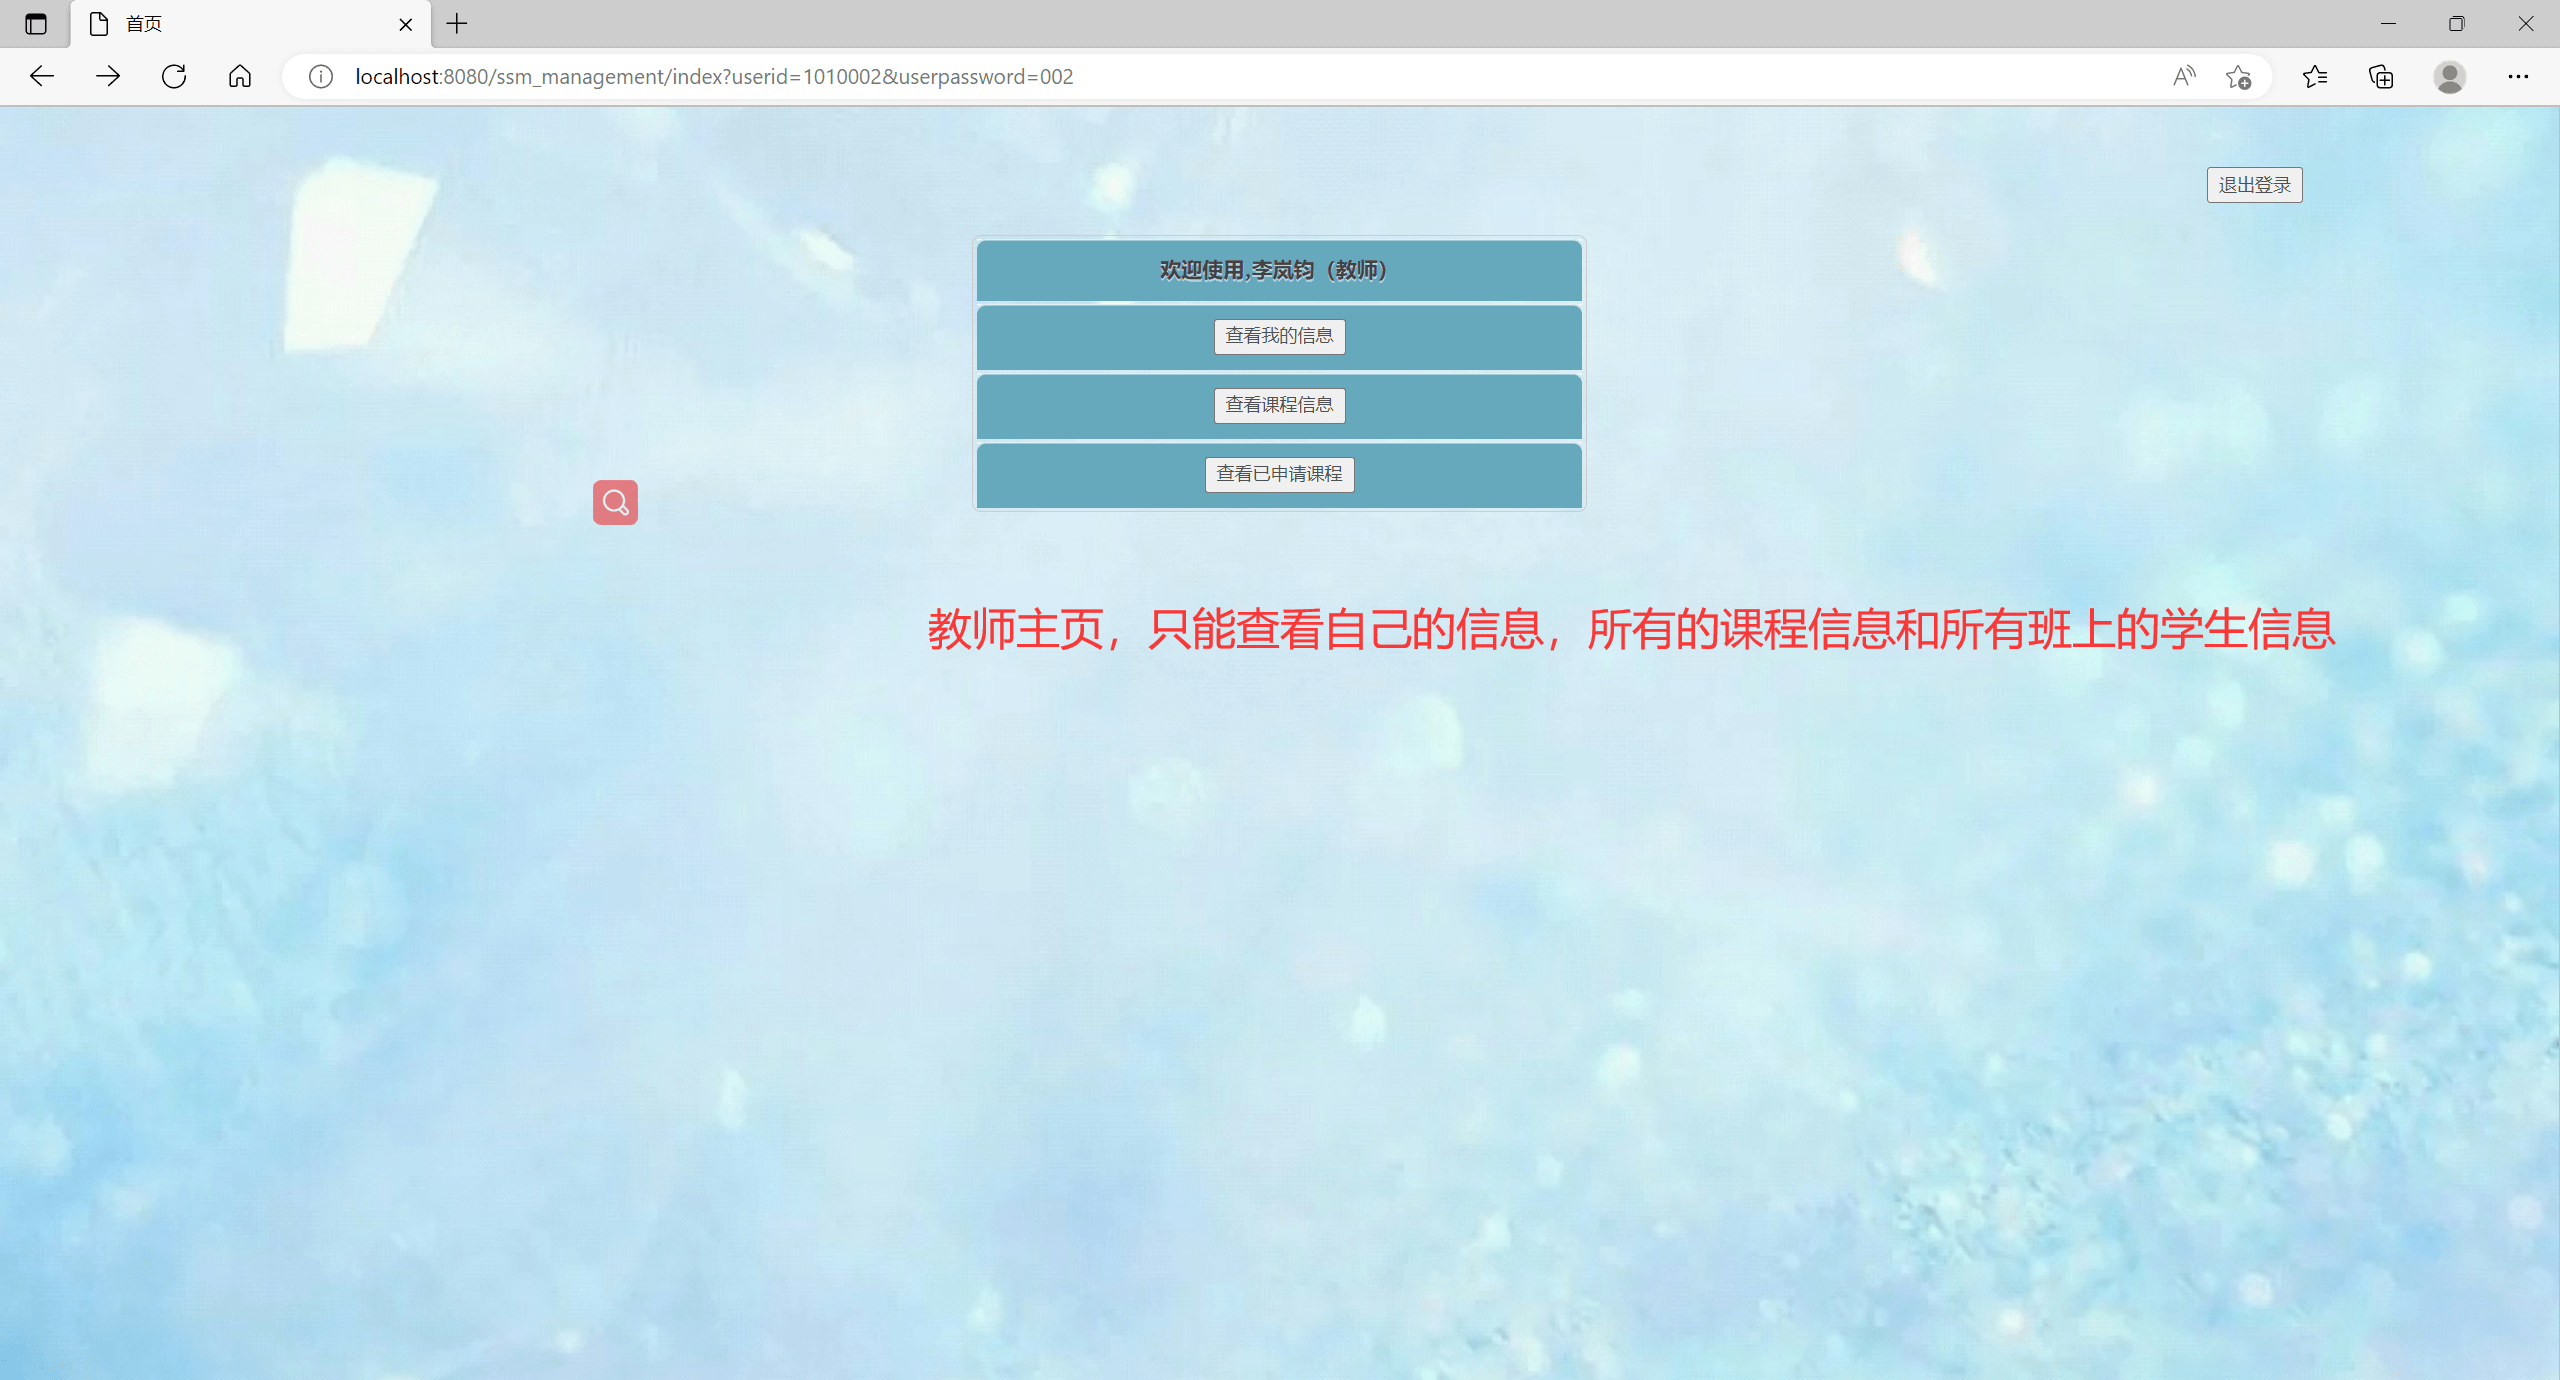 首页
localhost:8080/ssm_management/index?userid=1010002&userpassword=002
退出登录
欢迎使用,李岚钧（教师）
查看我的信息
查看课程信息
查看已申请课程
教师主页，只能查看自己的信息，所有的课程信息和所有班上的学生信息